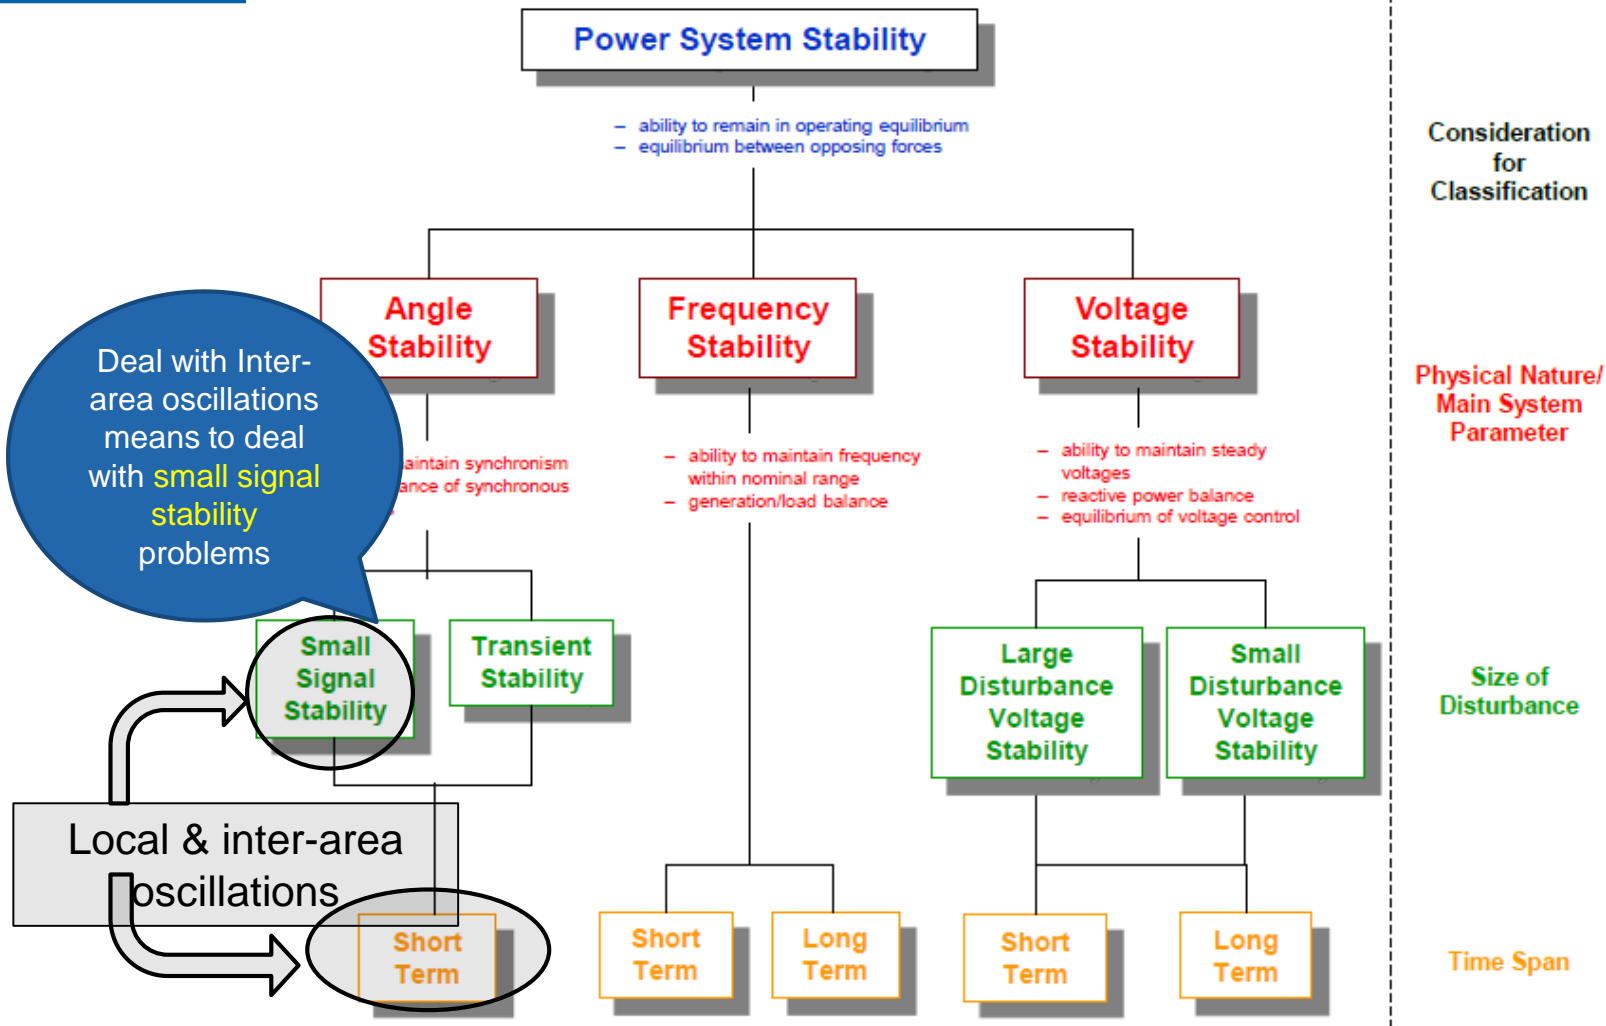 Power System Stability
– ability to remain in operating equilibrium
– equilibrium between opposing forces
Consideration
for
Classification
Angle
Stability
Frequency
Stability
Voltage
Stability
Physical Nature/
Main System
Parameter
Deal with Inter-
area oscillations
means to deal
with small signal
stability
problems
maintain synchronism
of synchronous
– ability to maintain frequency
within nominal range
– generation/load balance
– ability to maintain steady
voltages
– reactive power balance
– equilibrium of voltage control
Small
Signal
Stability
Transient
Stability
Large
Disturbance
Voltage
Stability
Small
Disturbance
Voltage
Stability
Size of
Disturbance
Local & inter-area
oscillations
Short
Term
Short
Term
Long
Term
Short
Term
Long
Term
Time Span